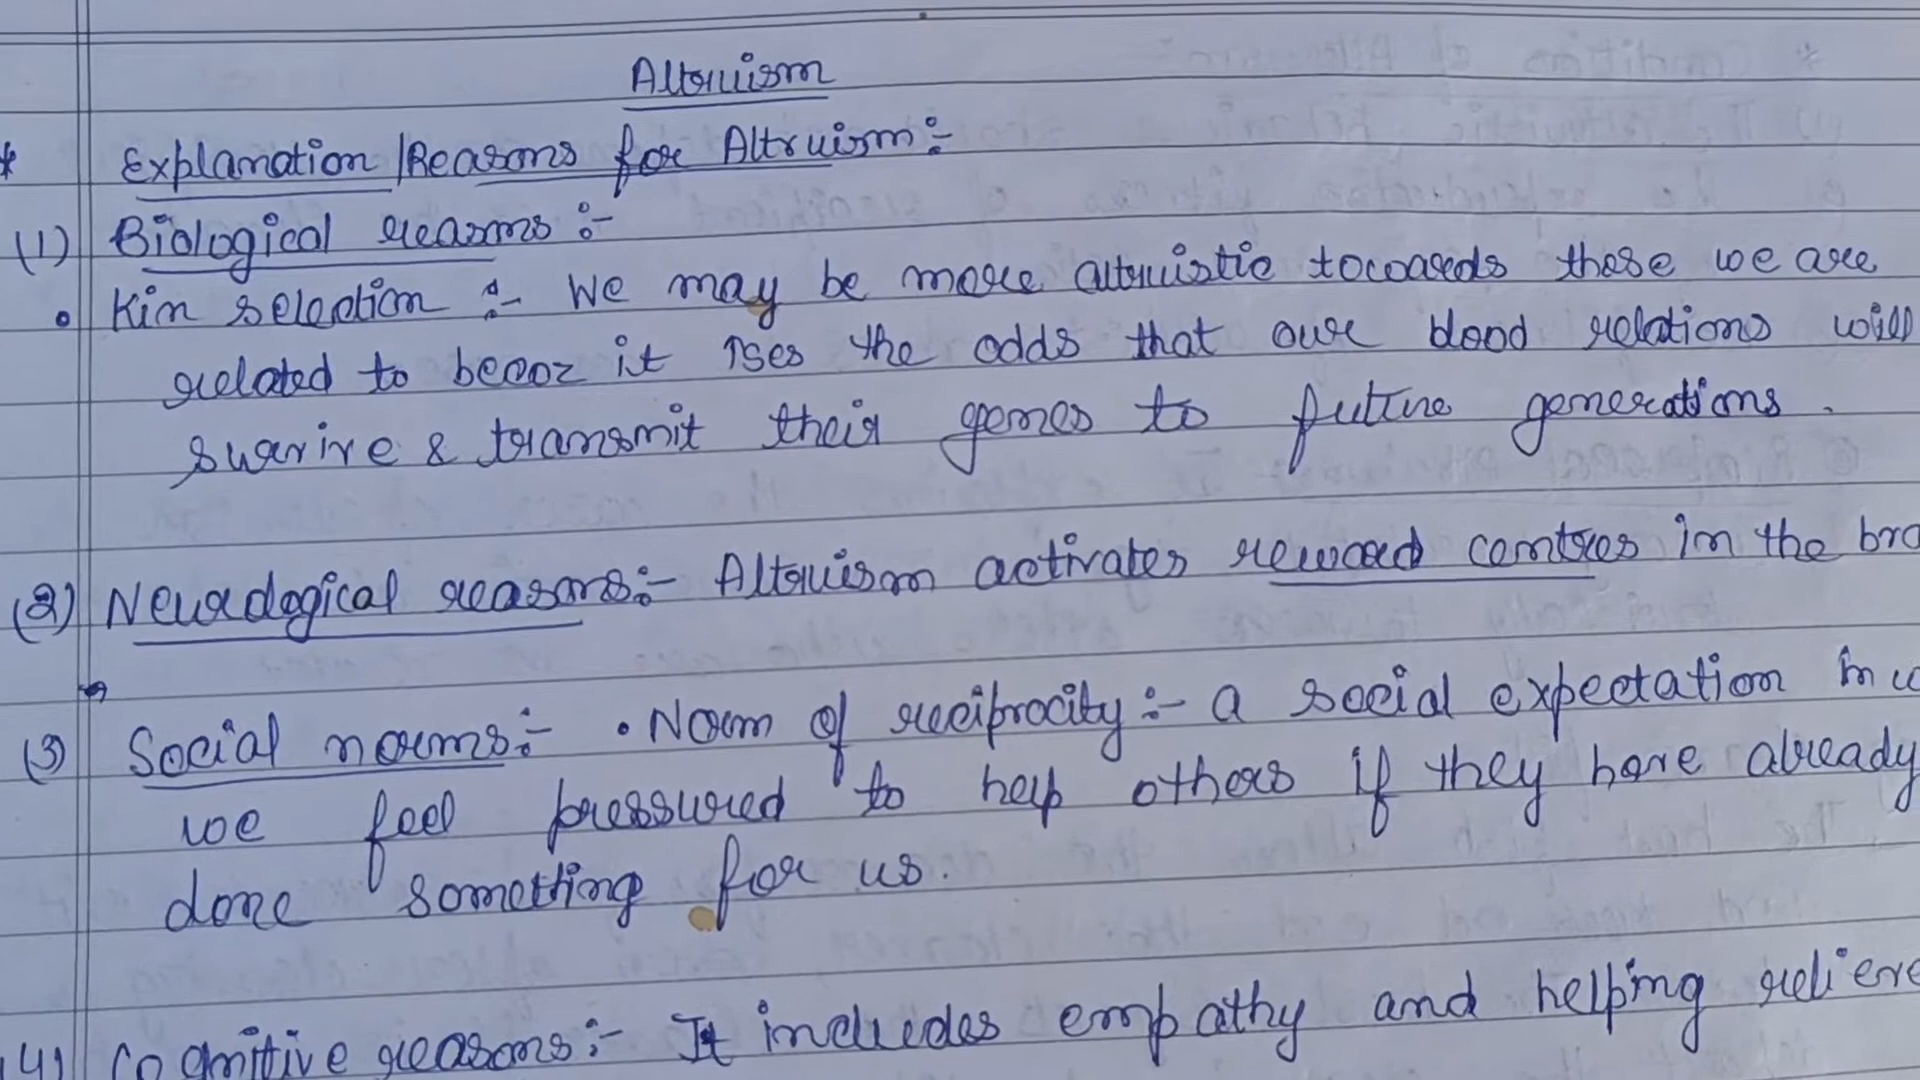 Altruism
* Explanation / Reasons for Altruism :-
(1) Biological reasons :-
• Kin selection :- We may be more altruistic towards those we are
related to becoz it ↑ses the odds that our blood relations will
survive & transmit their genes to future generations.
(2) Neurological reasons :- Altruism activates reward centres in the bra
(3) Social norms :- • Norm of reciprocity :- a social expectation in w
we feel pressured to help others if they have already
done something for us.
(4) Cognitive reasons :- It includes empathy and helping relieve